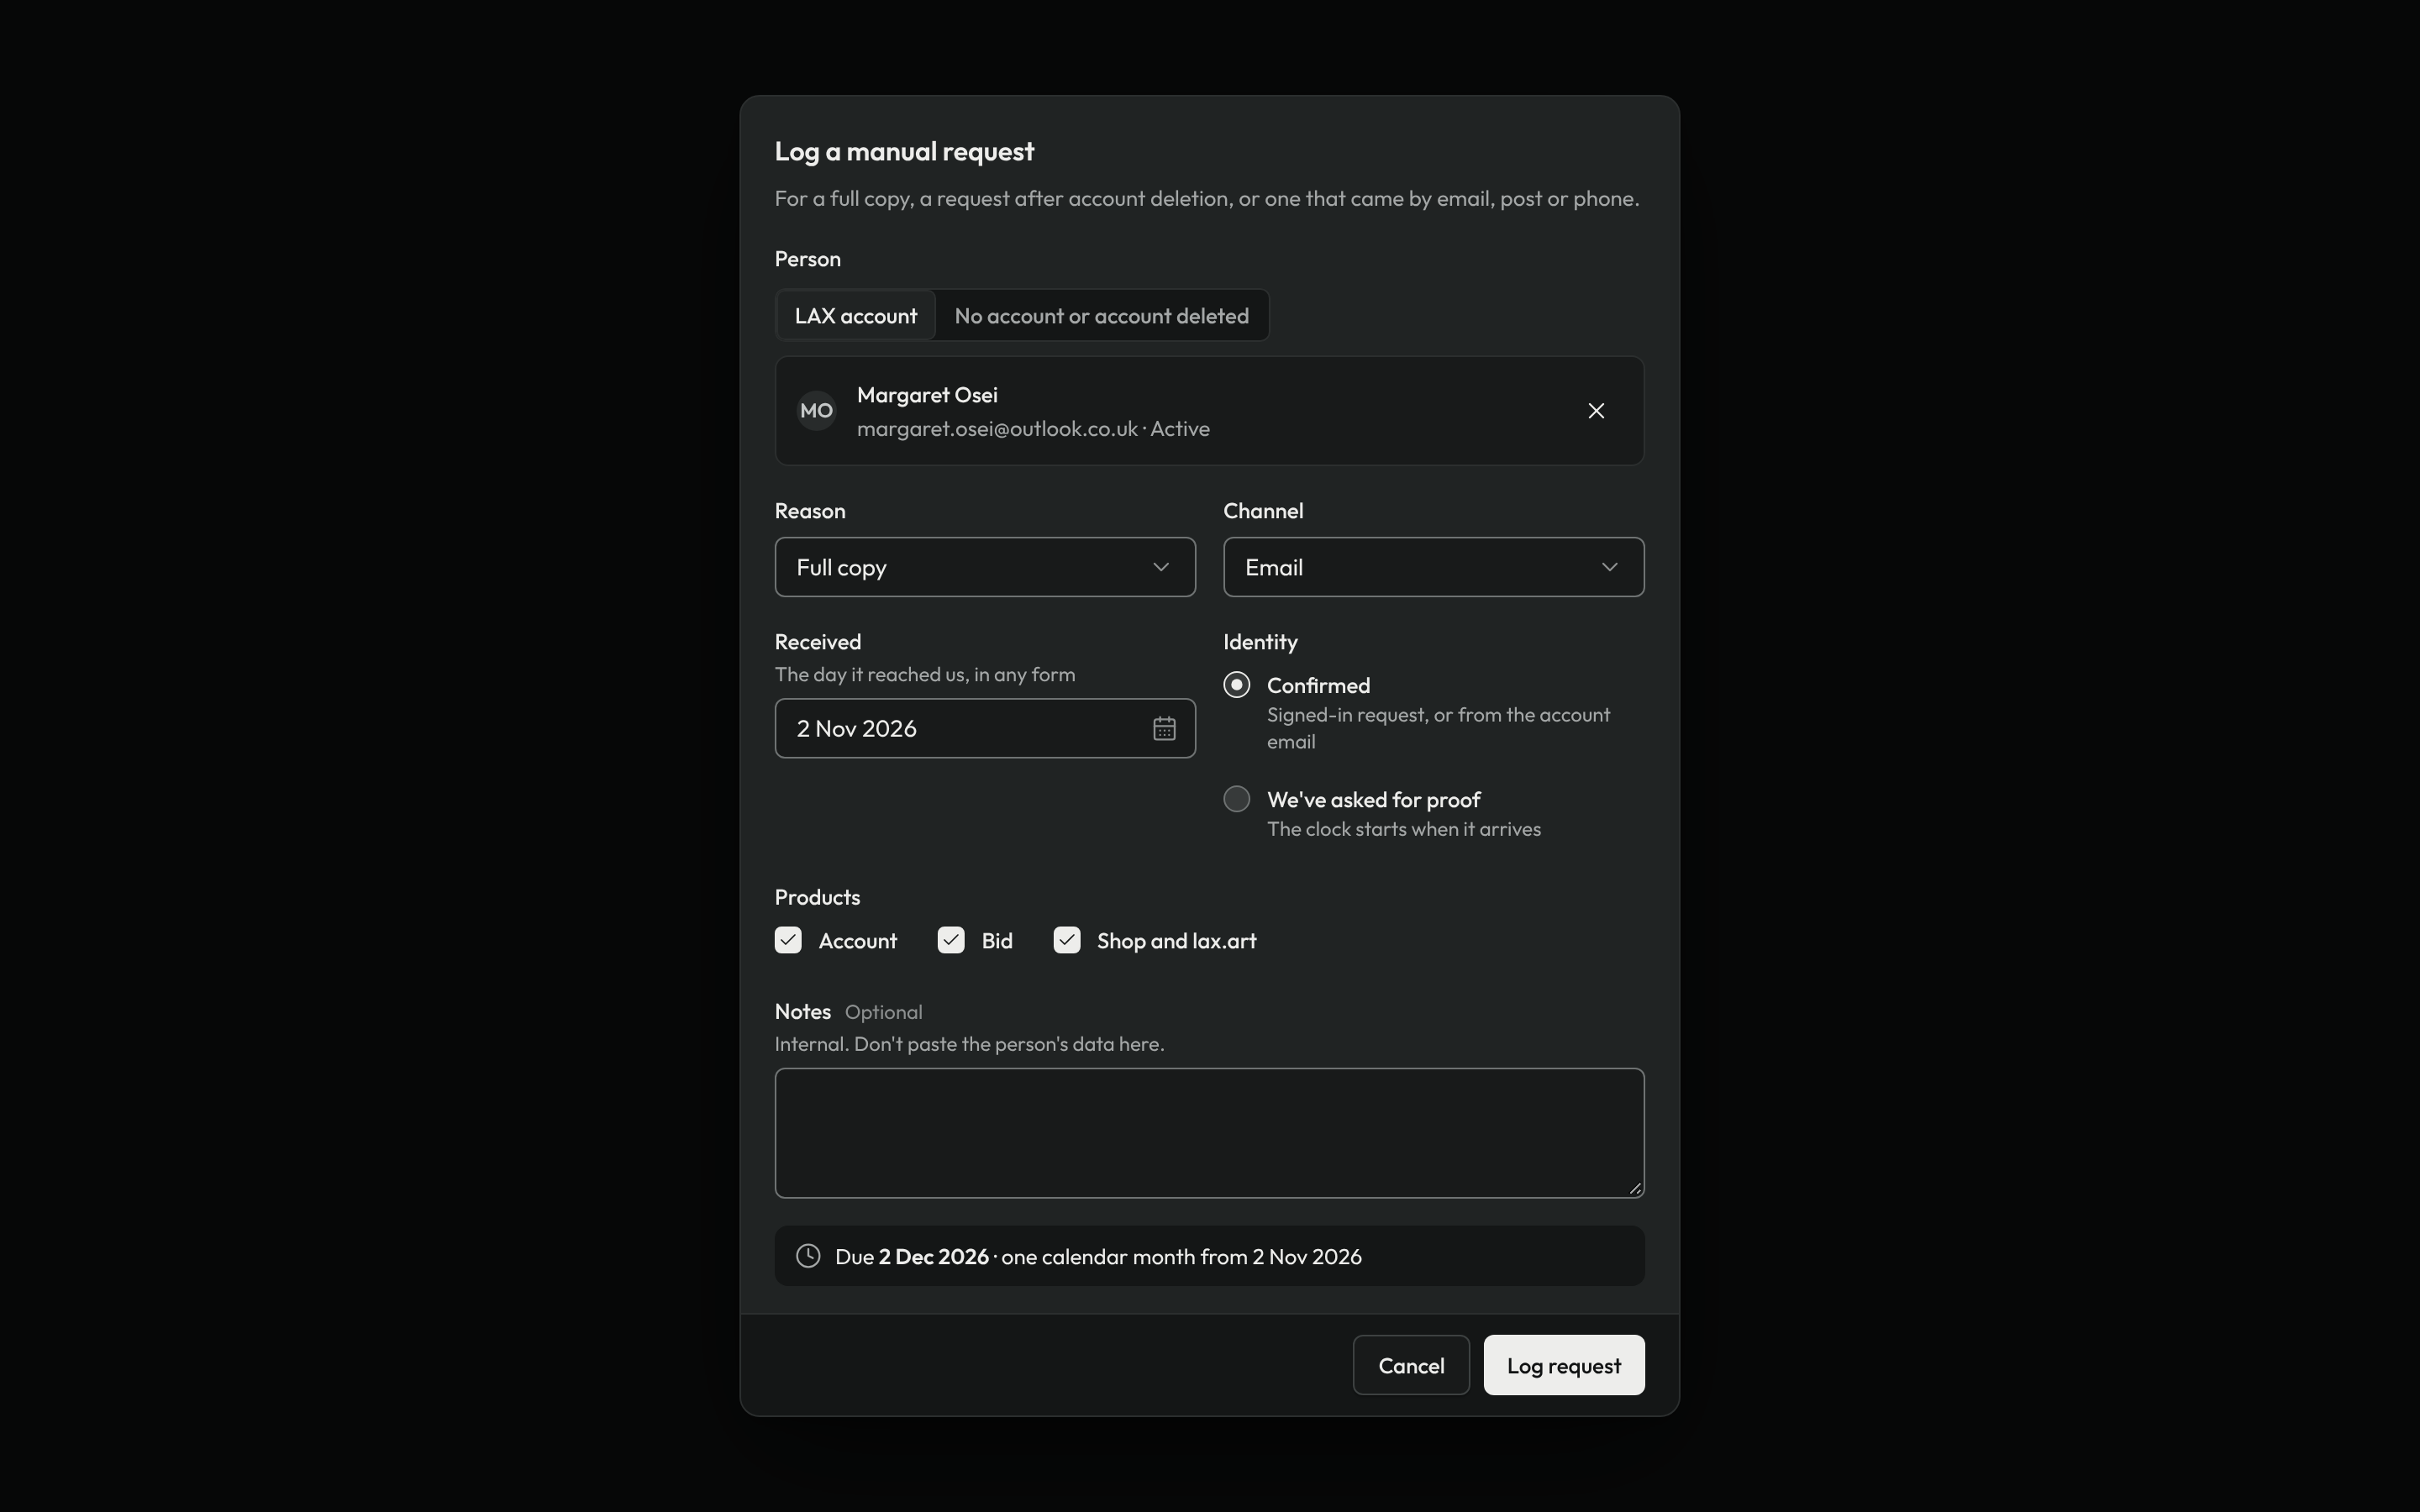 Log a manual request
For a full copy, a request after account deletion, or one that came by email, post or phone.
Person
LAX account
No account or account deleted
MO
Margaret Osei
margaret.osei@outlook.co.uk · Active
Reason
Channel
Full copy
Email
Received
The day it reached us, in any form
2 Nov 2026
Identity
Confirmed
Signed-in request, or from the account
email
We've asked for proof
The clock starts when it arrives
Products
Account
Bid
Shop and lax.art
Notes Optional
Internal. Don't paste the person's data here.
Due 2 Dec 2026 · one calendar month from 2 Nov 2026
Cancel
Log request